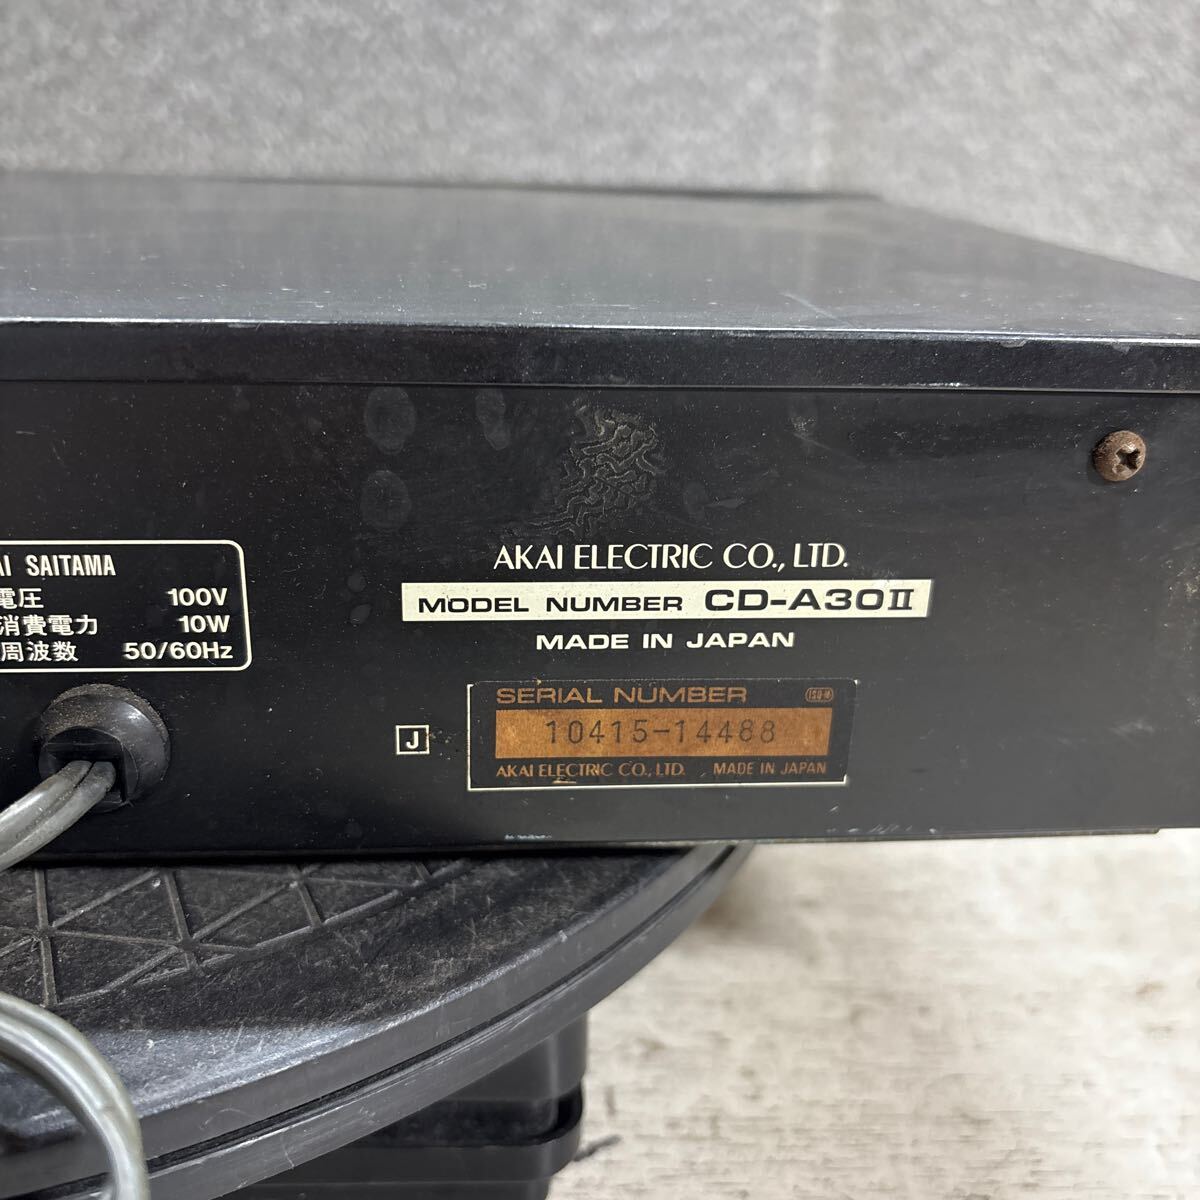 AI SAITAMA
電圧 100V
消費電力 10W
周波数 50/60Hz
AKAI ELECTRIC CO., LTD.
MODEL NUMBER CD-A30II
MADE IN JAPAN
J
SERIAL NUMBER
10415-14488
AKAI ELECTRIC CO., LTD. MADE IN JAPAN